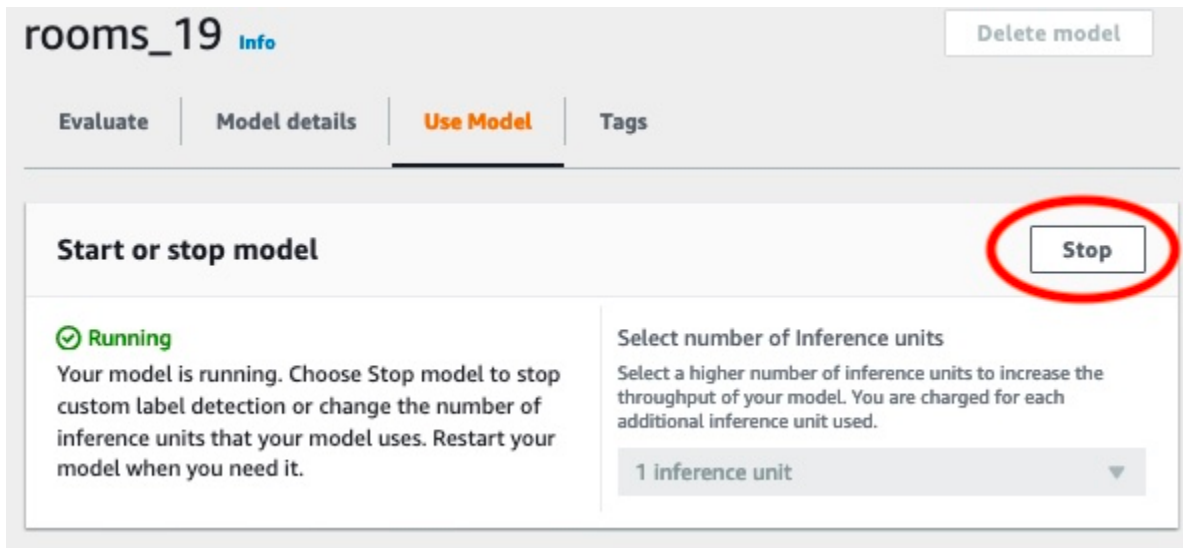 rooms_19 Info
Delete model
Evaluate
Model details
Use Model
Tags
Start or stop model
Stop
Running
Your model is running. Choose Stop model to stop
custom label detection or change the number of
inference units that your model uses. Restart your
model when you need it.
Select number of Inference units
Select a higher number of inference units to increase the
throughput of your model. You are charged for each
additional inference unit used.
1 inference unit